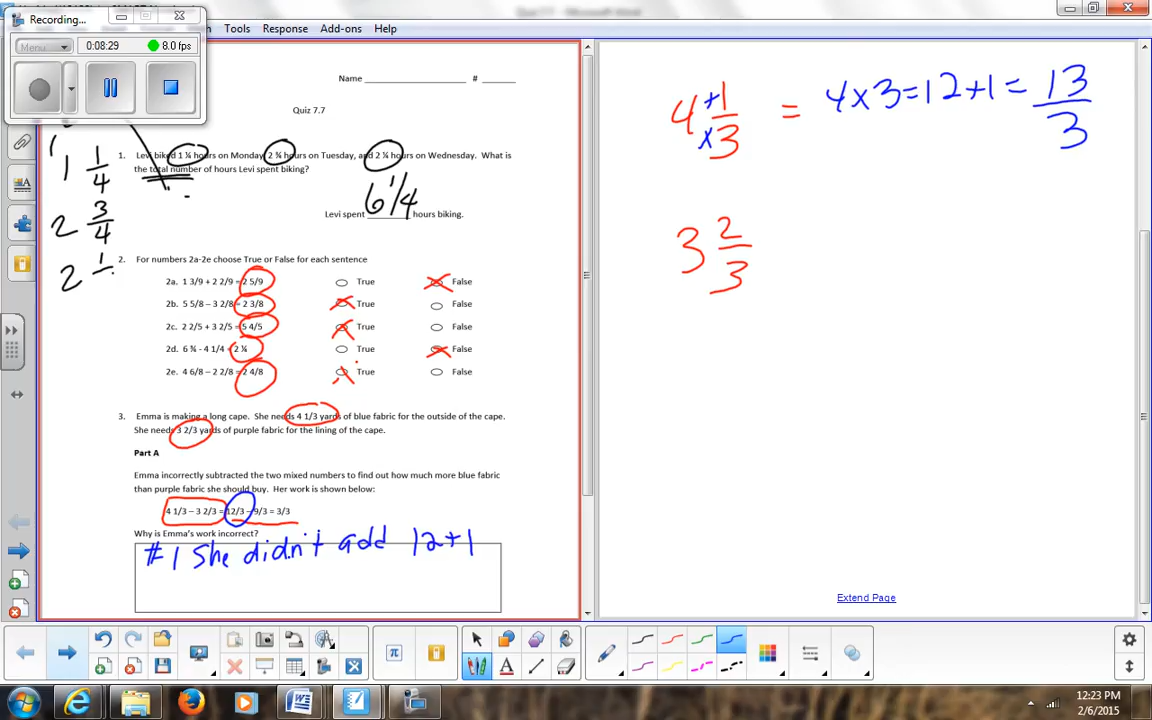 Recording...
Menu
0:08:29
8.0 fps
Tools Response Add-ons Help
Name # 
Quiz 7.7
1. Levi biked 1 ¼ hours on Monday, 2 ¾ hours on Tuesday, and 2 ¼ hours on Wednesday. What is
the total number of hours Levi spent biking?
1
1 1/4
2 3/4
2 1/
6 1/4
Levi spent hours biking.
2. For numbers 2a-2e choose True or False for each sentence
2a. 1 3/9 + 2 2/9 = 2 5/9 True False
2b. 5 5/8 – 3 2/8 = 2 3/8 True False
2c. 2 2/5 + 3 2/5 = 5 4/5 True False
2d. 6 ¾ - 4 1/4 = 2 ¼ True False
2e. 4 6/8 – 2 2/8 = 2 4/8 True False
3. Emma is making a long cape. She needs 4 1/3 yards of blue fabric for the outside of the cape.
She needs 3 2/3 yards of purple fabric for the lining of the cape.
Part A
Emma incorrectly subtracted the two mixed numbers to find out how much more blue fabric
than purple fabric she should buy. Her work is shown below:
4 1/3 – 3 2/3 = 12/3 – 9/3 = 3/3
Why is Emma's work incorrect?
#1 She didn't add 12+1
4 +1/x3 = 4x3=12+1= 13/3
3 2/3
Extend Page
π
A
12:23 PM
2/6/2015